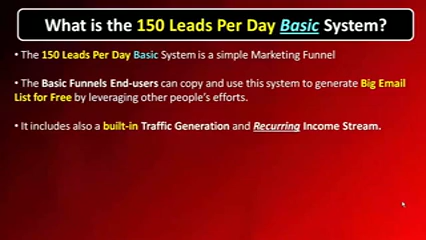 What is the 150 Leads Per Day Basic System?
• The 150 Leads Per Day Basic System is a simple Marketing Funnel
• The Basic Funnels End-users can copy and use this system to generate Big Email
List for Free by leveraging other people's efforts.
• It includes also a built-in Traffic Generation and Recurring Income Stream.